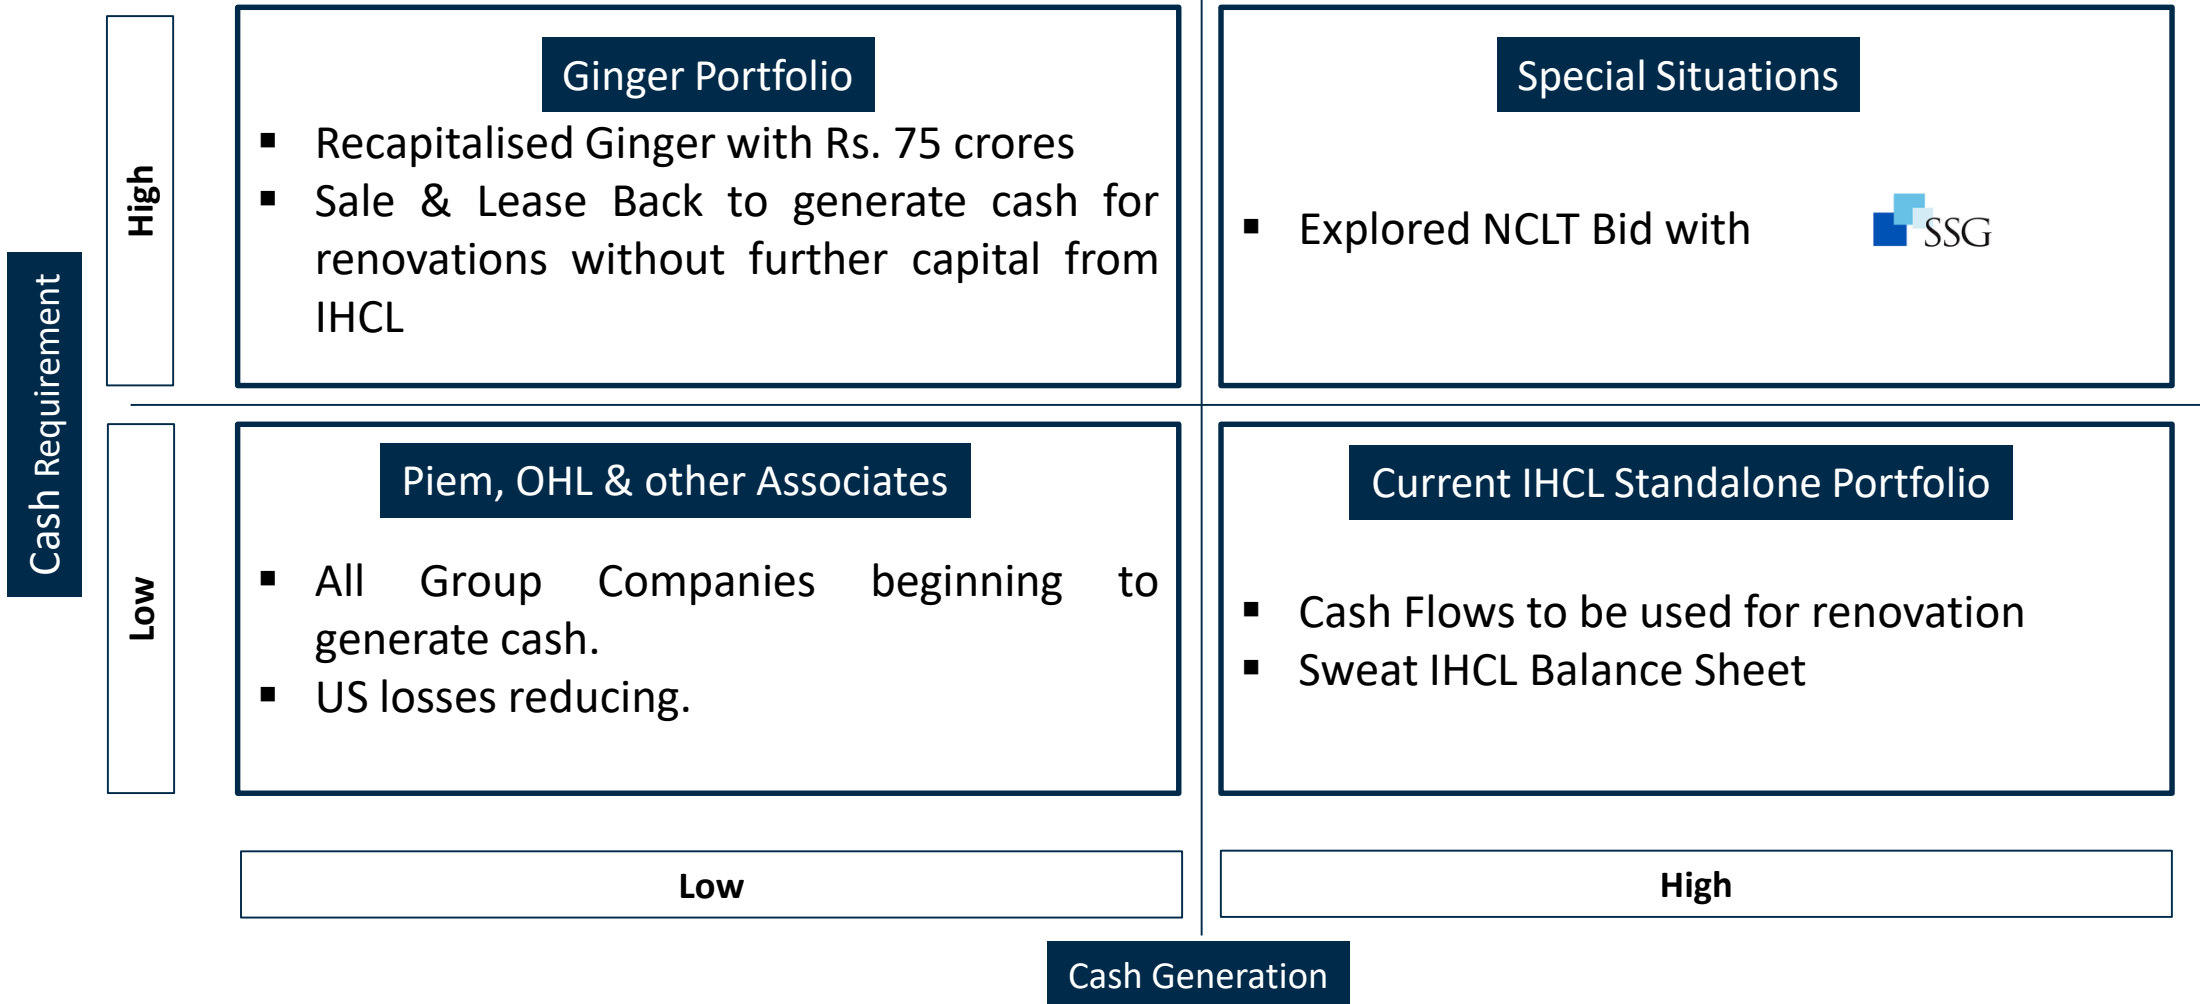 Cash Requirement
High
Ginger Portfolio
▪ Recapitalised Ginger with Rs. 75 crores
▪ Sale & Lease Back to generate cash for
renovations without further capital from
IHCL
Special Situations
▪ Explored NCLT Bid with
SSG
Low
Piem, OHL & other Associates
▪ All Group Companies beginning to
generate cash.
▪ US losses reducing.
Current IHCL Standalone Portfolio
▪ Cash Flows to be used for renovation
▪ Sweat IHCL Balance Sheet
Low
High
Cash Generation